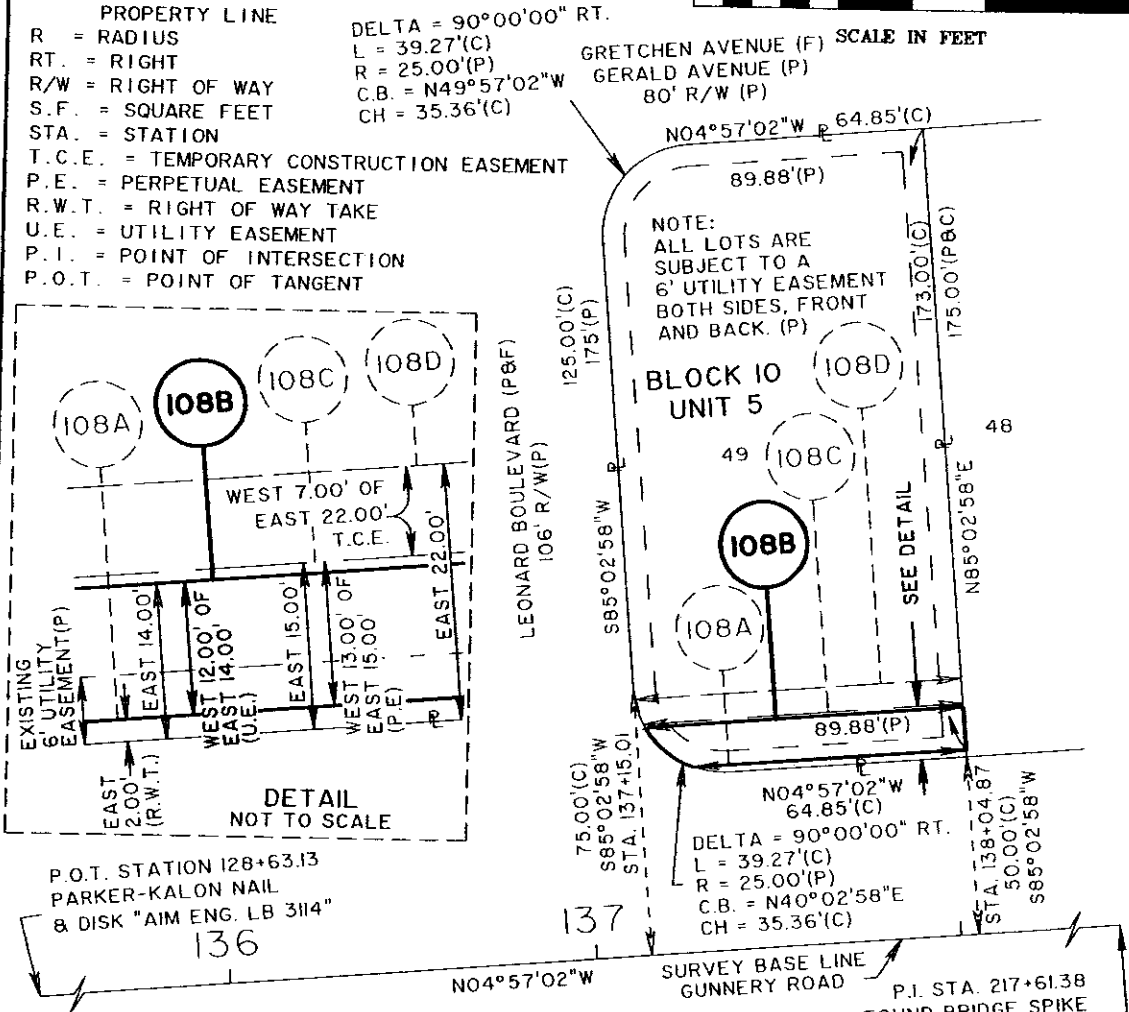 PROPERTY LINE
R = RADIUS
RT. = RIGHT
R/W = RIGHT OF WAY
S.F. = SQUARE FEET
STA. = STATION
T.C.E. = TEMPORARY CONSTRUCTION EASEMENT
P.E. = PERPETUAL EASEMENT
R.W.T. = RIGHT OF WAY TAKE
U.E. = UTILITY EASEMENT
P.I. = POINT OF INTERSECTION
P.O.T. = POINT OF TANGENT
DELTA = 90°00'00" RT.
L = 39.27'(C)
R = 25.00'(P)
C.B. = N49°57'02"W
CH = 35.36'(C)
GRETCHEN AVENUE (F)
GERALD AVENUE (P)
80' R/W (P)
SCALE IN FEET
N04°57'02"W
64.85'(C)
89.88'(P)
NOTE:
ALL LOTS ARE
SUBJECT TO A
6' UTILITY EASEMENT
BOTH SIDES, FRONT
AND BACK. (P)
173.00'(C)
175.00'(P&C)
125.00'(C)
175'(P)
BLOCK 10
UNIT 5
108D
49
108C
48
108B
108A
SEE DETAIL
N85°02'58"E
S85°02'58"W
LEONARD BOULEVARD (P&F)
106' R/W(P)
108A
108B
108C
108D
WEST 7.00' OF
EAST 22.00'
T.C.E.
EAST 22.00'
EXISTING
6' UTILITY
EASEMENT(P)
EAST 14.00'
WEST 12.00' OF
EAST 14.00'
(U.E.)
EAST 15.00'
WEST 13.00' OF
EAST 15.00'
(P.E)
EAST
2.00'
(R.W.T.)
DETAIL
NOT TO SCALE
89.88'(P)
N04°57'02"W
64.85'(C)
DELTA = 90°00'00" RT.
L = 39.27'(C)
R = 25.00'(P)
C.B. = N40°02'58"E
CH = 35.36'(C)
75.00'(C)
S85°02'58"W
STA. 137+15.01
STA. 138+04.87
50.00'(C)
S85°02'58"W
P.O.T. STATION 128+63.13
PARKER-KALON NAIL
& DISK "AIM ENG. LB 3114"
136
137
N04°57'02"W
SURVEY BASE LINE
GUNNERY ROAD
P.I. STA. 217+61.38
FOUND BRIDGE SPIKE